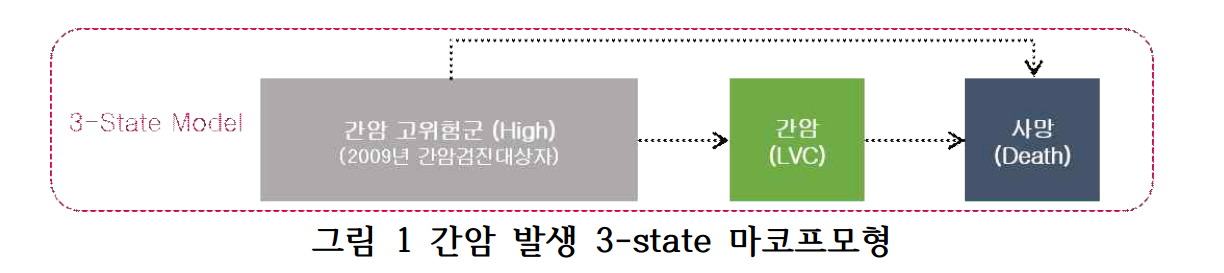 3-State Model
간암 고위험군 (High)
(2009년 간암검진대상자)
간암
(LVC)
사망
(Death)
그림 1 간암 발생 3-state 마코프모형